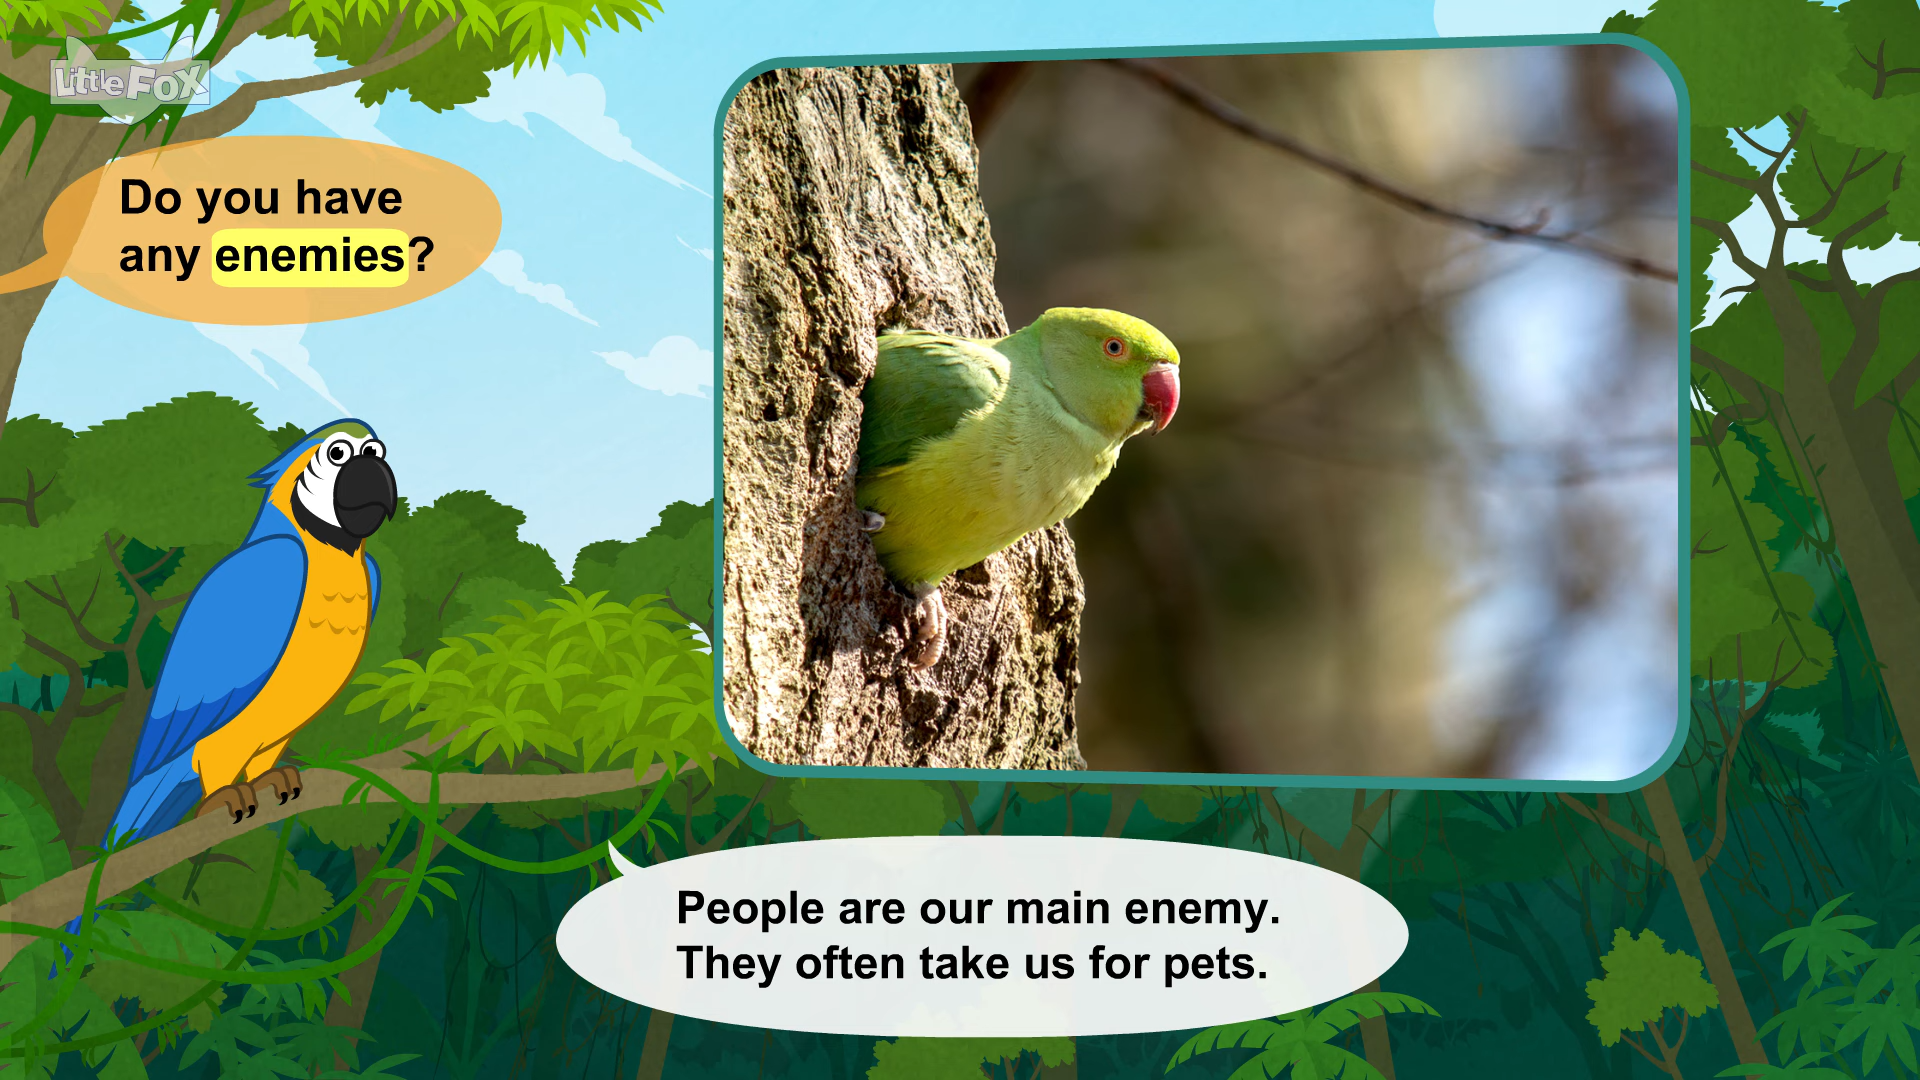 Little Fox
Do you have
any enemies?
People are our main enemy.
They often take us for pets.